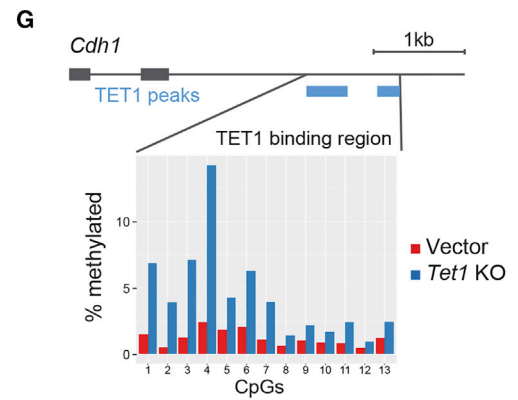 G
Cdh1
1kb
TET1 peaks
TET1 binding region
% methylated
10
5
0
1 2 3 4 5 6 7 8 9 10 11 12 13
CpGs
Vector
Tet1 KO